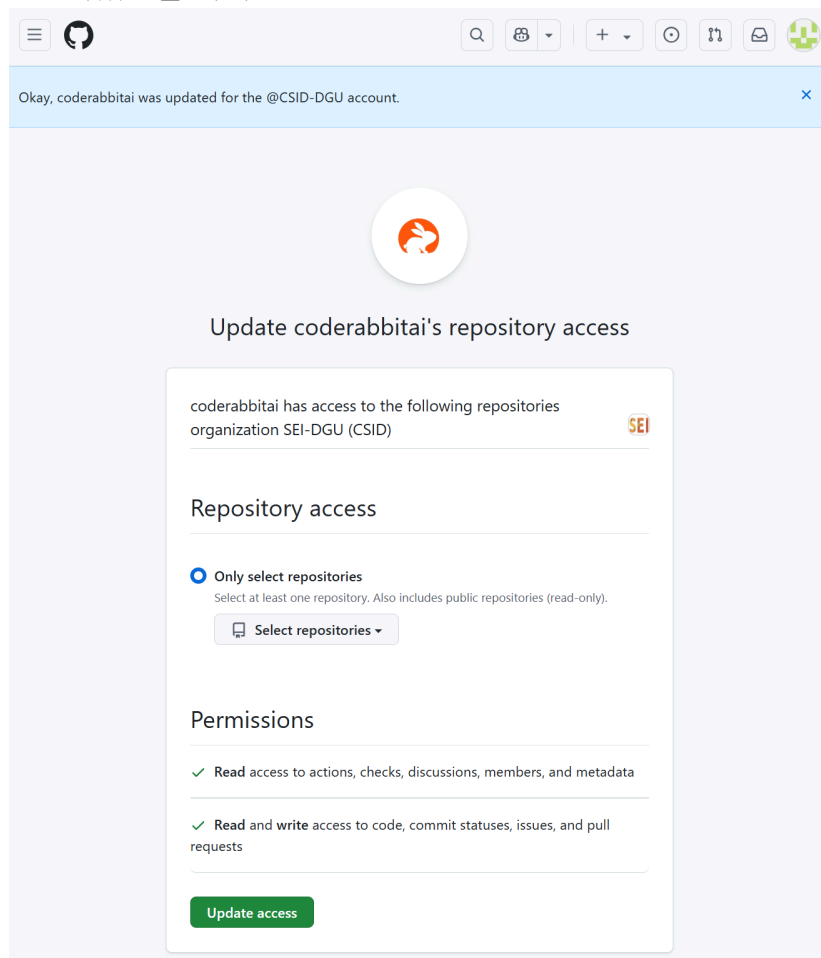 Okay, coderabbitai was updated for the @CSID-DGU account.
Update coderabbitai's repository access
coderabbitai has access to the following repositories
organization SEI-DGU (CSID)
SEI
Repository access
Only select repositories
Select at least one repository. Also includes public repositories (read-only).
Select repositories
Permissions
Read access to actions, checks, discussions, members, and metadata
Read and write access to code, commit statuses, issues, and pull
requests
Update access